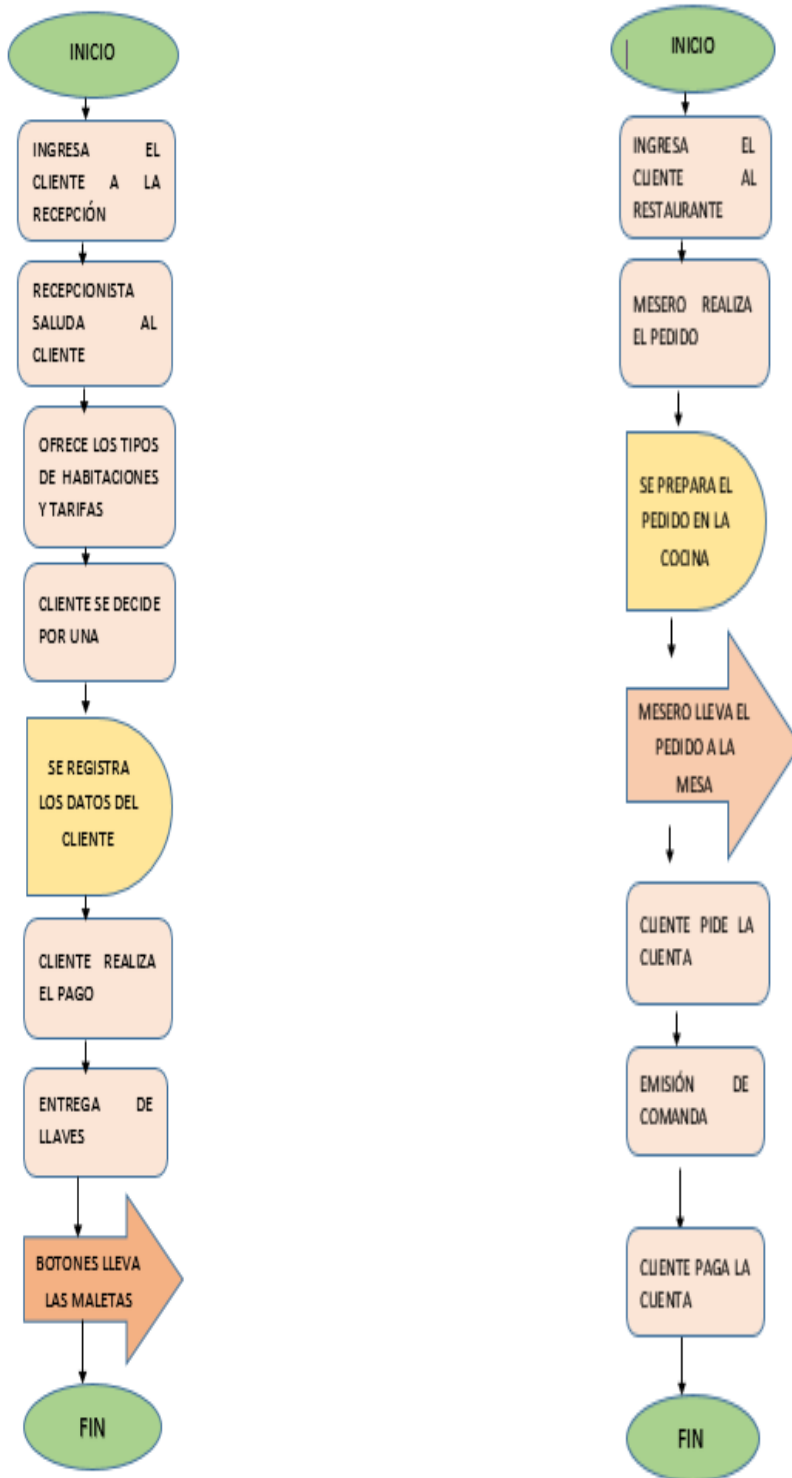 INICIO
INGRESA EL
CLIENTE A LA
RECEPCIÓN
RECEPCIONISTA
SALUDA AL
CLIENTE
OFRECE LOS TIPOS
DE HABITACIONES
Y TARIFAS
CLIENTE SE DECIDE
POR UNA
SE REGISTRA
LOS DATOS DEL
CLIENTE
CLIENTE REALIZA
EL PAGO
ENTREGA DE
LLAVES
BOTONES LLEVA
LAS MALETAS
FIN
INICIO
INGRESA EL
CLIENTE AL
RESTAURANTE
MESERO REALIZA
EL PEDIDO
SE PREPARA EL
PEDIDO EN LA
COCINA
MESERO LLEVA EL
PEDIDO A LA
MESA
CLIENTE PIDE LA
CUENTA
EMISIÓN DE
COMANDA
CLIENTE PAGA LA
CUENTA
FIN